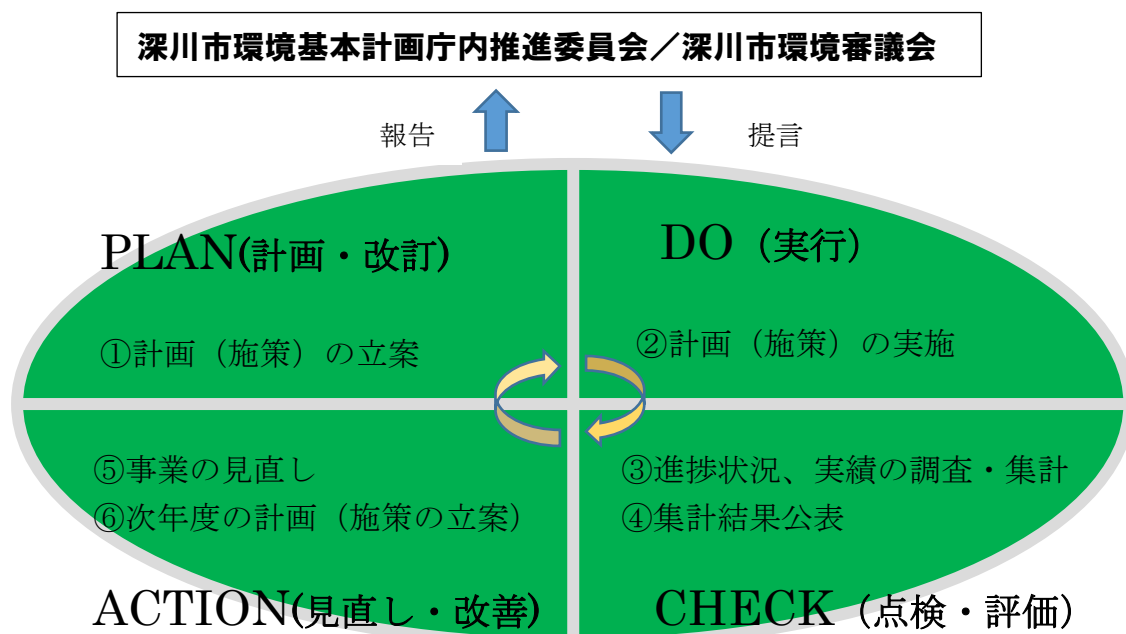 深川市環境基本計画庁内推進委員会／深川市環境審議会
報告
提言
PLAN(計画・改訂)
①計画（施策）の立案
DO（実行）
②計画（施策）の実施
⑤事業の見直し
⑥次年度の計画（施策の立案）
ACTION(見直し・改善)
③進捗状況、実績の調査・集計
④集計結果公表
CHECK（点検・評価）